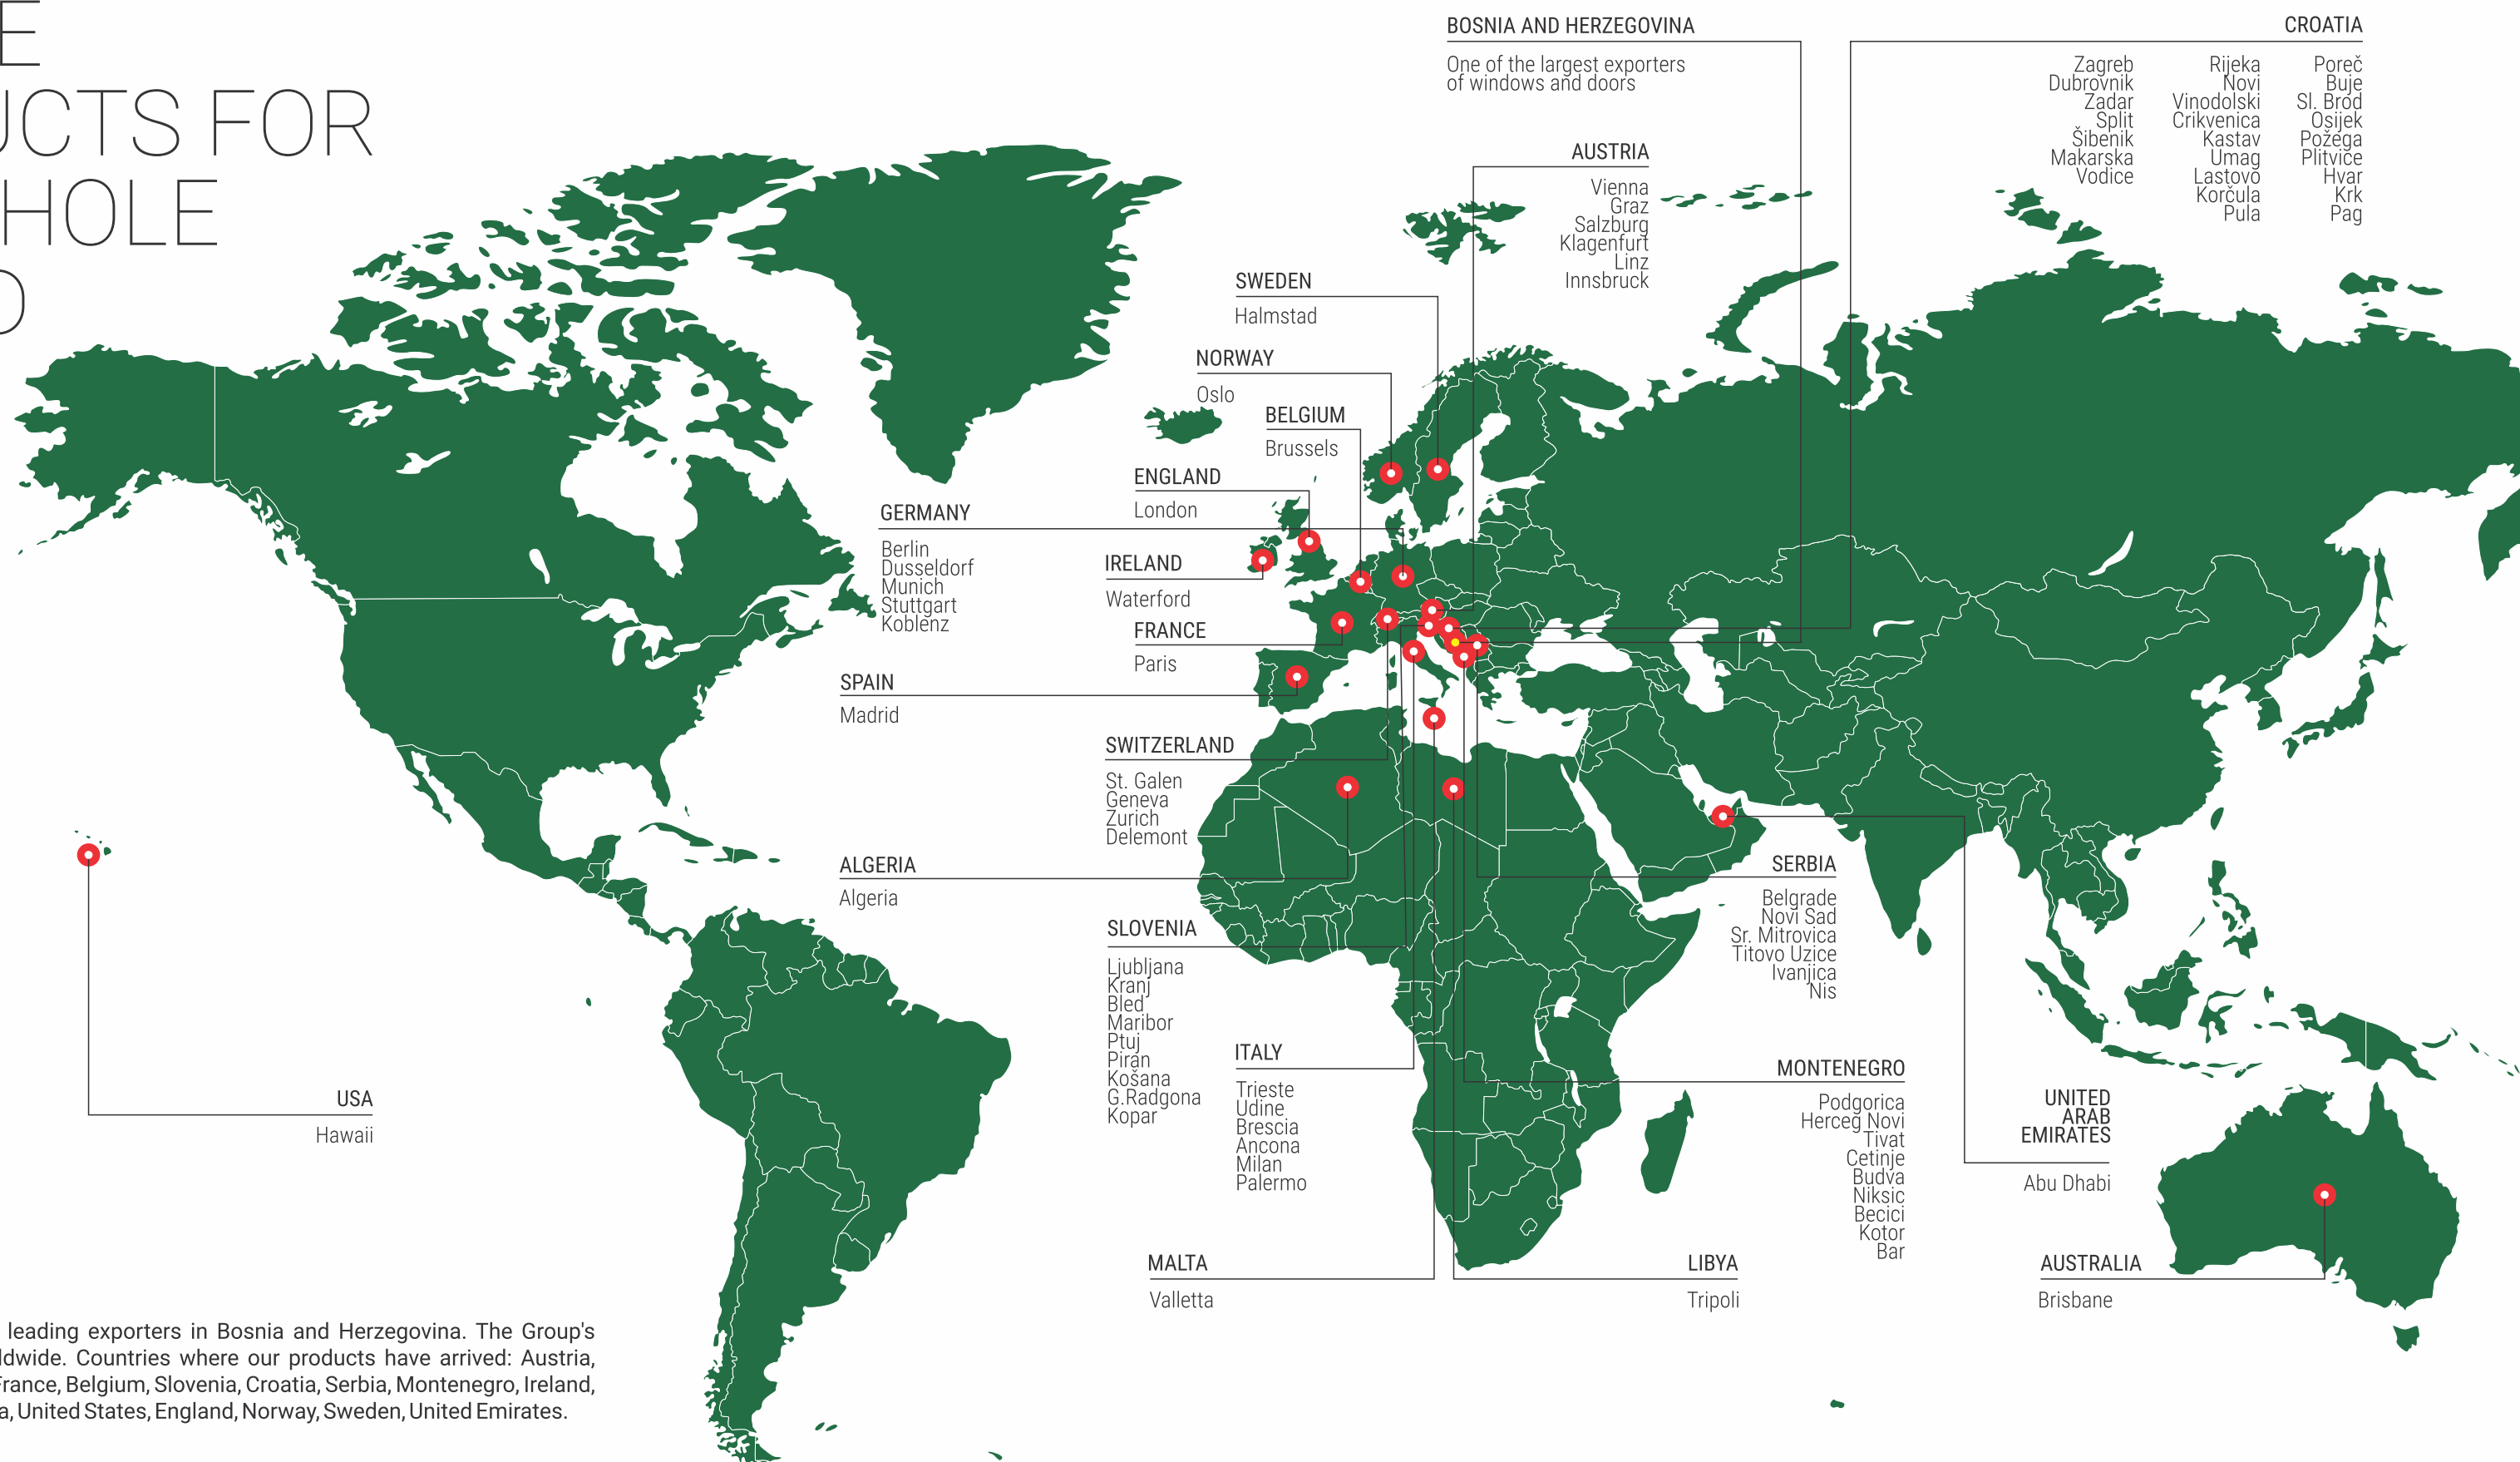 E
UCTS FOR
HOLE
D
BOSNIA AND HERZEGOVINA
One of the largest exporters
of windows and doors
CROATIA
Zagreb
Dubrovnik
Zadar
Split
Šibenik
Makarska
Vodice
Rijeka
Novi
Vinodolski
Crikvenica
Kastav
Umag
Lastovo
Korčula
Pula
Poreč
Buje
Sl. Brod
Osijek
Požega
Plitvice
Hvar
Krk
Pag
AUSTRIA
Vienna
Graz
Salzburg
Klagenfurt
Linz
Innsbruck
SWEDEN
Halmstad
NORWAY
Oslo
BELGIUM
Brussels
ENGLAND
London
GERMANY
Berlin
Dusseldorf
Munich
Stuttgart
Koblenz
IRELAND
Waterford
FRANCE
Paris
SPAIN
Madrid
SWITZERLAND
St. Galen
Geneva
Zurich
Delemont
ALGERIA
Algeria
SLOVENIA
Ljubljana
Kranj
Bled
Maribor
Ptuj
Piran
Košana
G.Radgona
Kopar
ITALY
Trieste
Udine
Brescia
Ancona
Milan
Palermo
SERBIA
Belgrade
Novi Sad
Sr. Mitrovica
Titovo Uzice
Ivanjica
Nis
MONTENEGRO
Podgorica
Herceg Novi
Tivat
Cetinje
Budva
Niksic
Becici
Kotor
Bar
UNITED
ARAB
EMIRATES
Abu Dhabi
USA
Hawaii
MALTA
Valletta
LIBYA
Tripoli
AUSTRALIA
Brisbane
leading exporters in Bosnia and Herzegovina. The Group's
ldwide. Countries where our products have arrived: Austria,
France, Belgium, Slovenia, Croatia, Serbia, Montenegro, Ireland,
a, United States, England, Norway, Sweden, United Emirates.